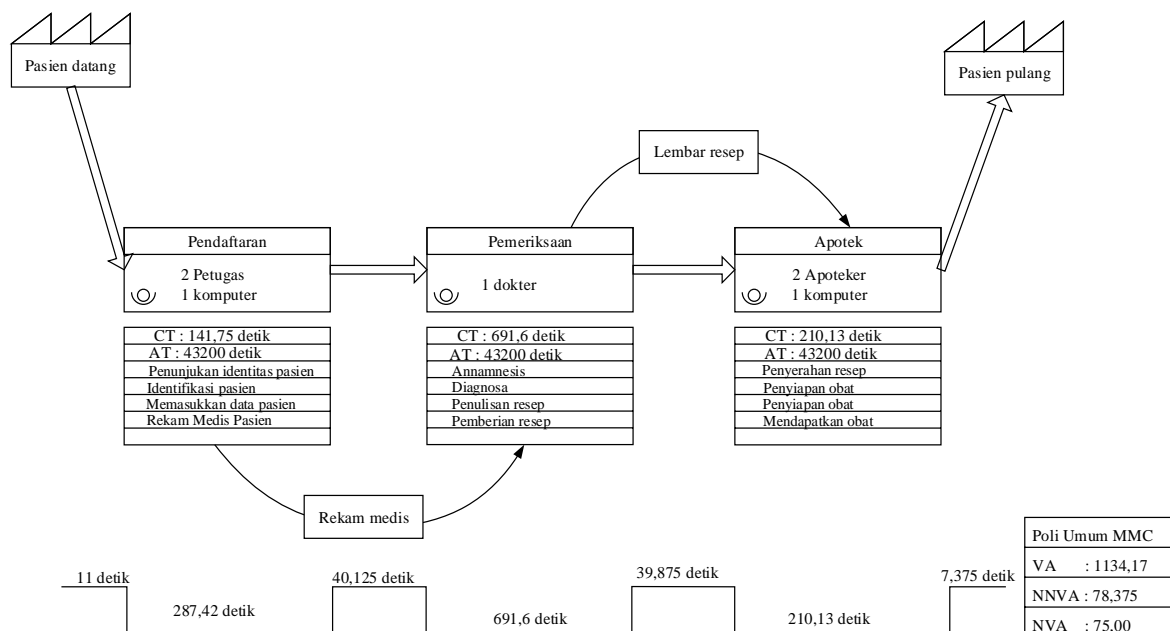 Pasien datang
Pasien pulang
Lembar resep
Pendaftaran
2 Petugas
1 komputer
CT : 141,75 detik
AT : 43200 detik
Penunjukan identitas pasien
Identifikasi pasien
Memasukkan data pasien
Rekam Medis Pasien
Pemeriksaan
1 dokter
CT : 691,6 detik
AT : 43200 detik
Annamnesis
Diagnosa
Penulisan resep
Pemberian resep
Apotek
2 Apoteker
1 komputer
CT : 210,13 detik
AT : 43200 detik
Penyerahan resep
Penyiapan obat
Penyiapan obat
Mendapatkan obat
Rekam medis
11 detik
287,42 detik
40,125 detik
691,6 detik
39,875 detik
210,13 detik
7,375 detik
Poli Umum MMC
VA : 1134,17
NNVA : 78,375
NVA : 75,00